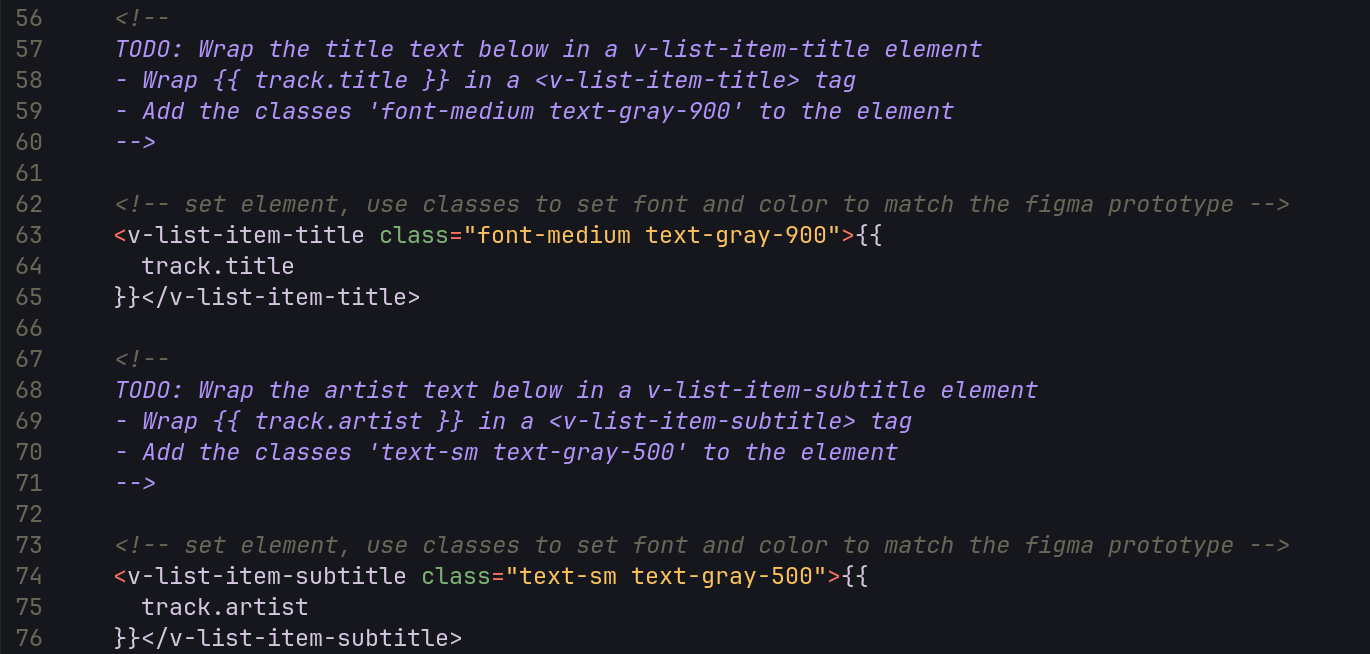 56 <!--
57 TODO: Wrap the title text below in a v-list-item-title element
58 - Wrap {{ track.title }} in a <v-list-item-title> tag
59 - Add the classes 'font-medium text-gray-900' to the element
60 -->
61
62 <!-- set element, use classes to set font and color to match the figma prototype -->
63 <v-list-item-title class="font-medium text-gray-900">{{
64   track.title
65 }}</v-list-item-title>
66
67 <!--
68 TODO: Wrap the artist text below in a v-list-item-subtitle element
69 - Wrap {{ track.artist }} in a <v-list-item-subtitle> tag
70 - Add the classes 'text-sm text-gray-500' to the element
71 -->
72
73 <!-- set element, use classes to set font and color to match the figma prototype -->
74 <v-list-item-subtitle class="text-sm text-gray-500">{{
75   track.artist
76 }}</v-list-item-subtitle>